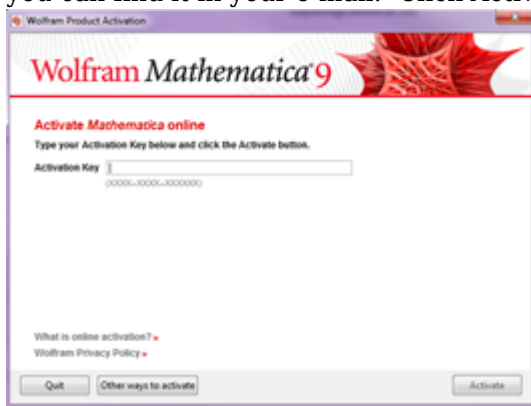 you can find it in your e-mail. Click
Wolfram Product Activation
Wolfram Mathematica 9
Activate Mathematica online
Type your Activation Key below and click the Activate button.
Activation Key
(XXXX-XXXX-XXXXXX)
What is online activation? »
Wolfram Privacy Policy »
Quit
Other ways to activate
Activate